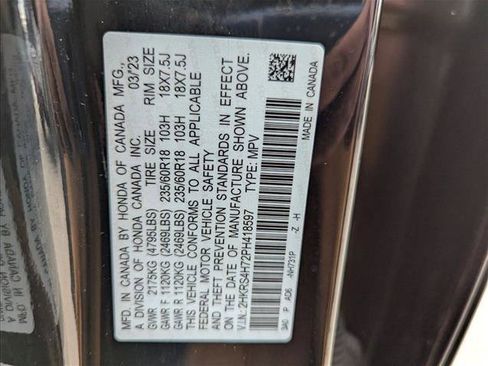 MFD. IN CANADA BY HONDA OF CANADA MFG., 03/23
A DIVISION OF HONDA CANADA INC.
TIRE SIZE RIM SIZE
GVWR 2175KG (4795LBS)
GAWR F 1120KG (2469LBS) 235/60R18 103H 18X7.5J
GAWR R 1120KG (2469LBS) 235/60R18 103H 18X7.5J
THIS VEHICLE CONFORMS TO ALL APPLICABLE
FEDERAL MOTOR VEHICLE SAFETY
AND THEFT PREVENTION STANDARDS IN EFFECT
ON THE DATE OF MANUFACTURE SHOWN ABOVE.
V.I.N.: 2HKRS4H72PH418597 TYPE: MPV
3A0 P AD6 -NH731P -Z -H
MADE IN CANADA